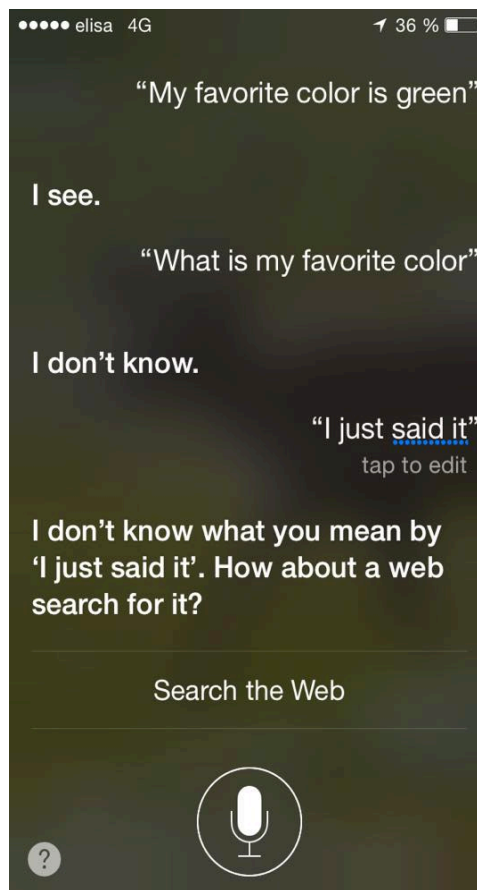 elisa 4G 36 %
“My favorite color is green”
I see.
“What is my favorite color”
I don’t know.
“I just said it”
tap to edit
I don’t know what you mean by
‘I just said it’. How about a web
search for it?
Search the Web
?